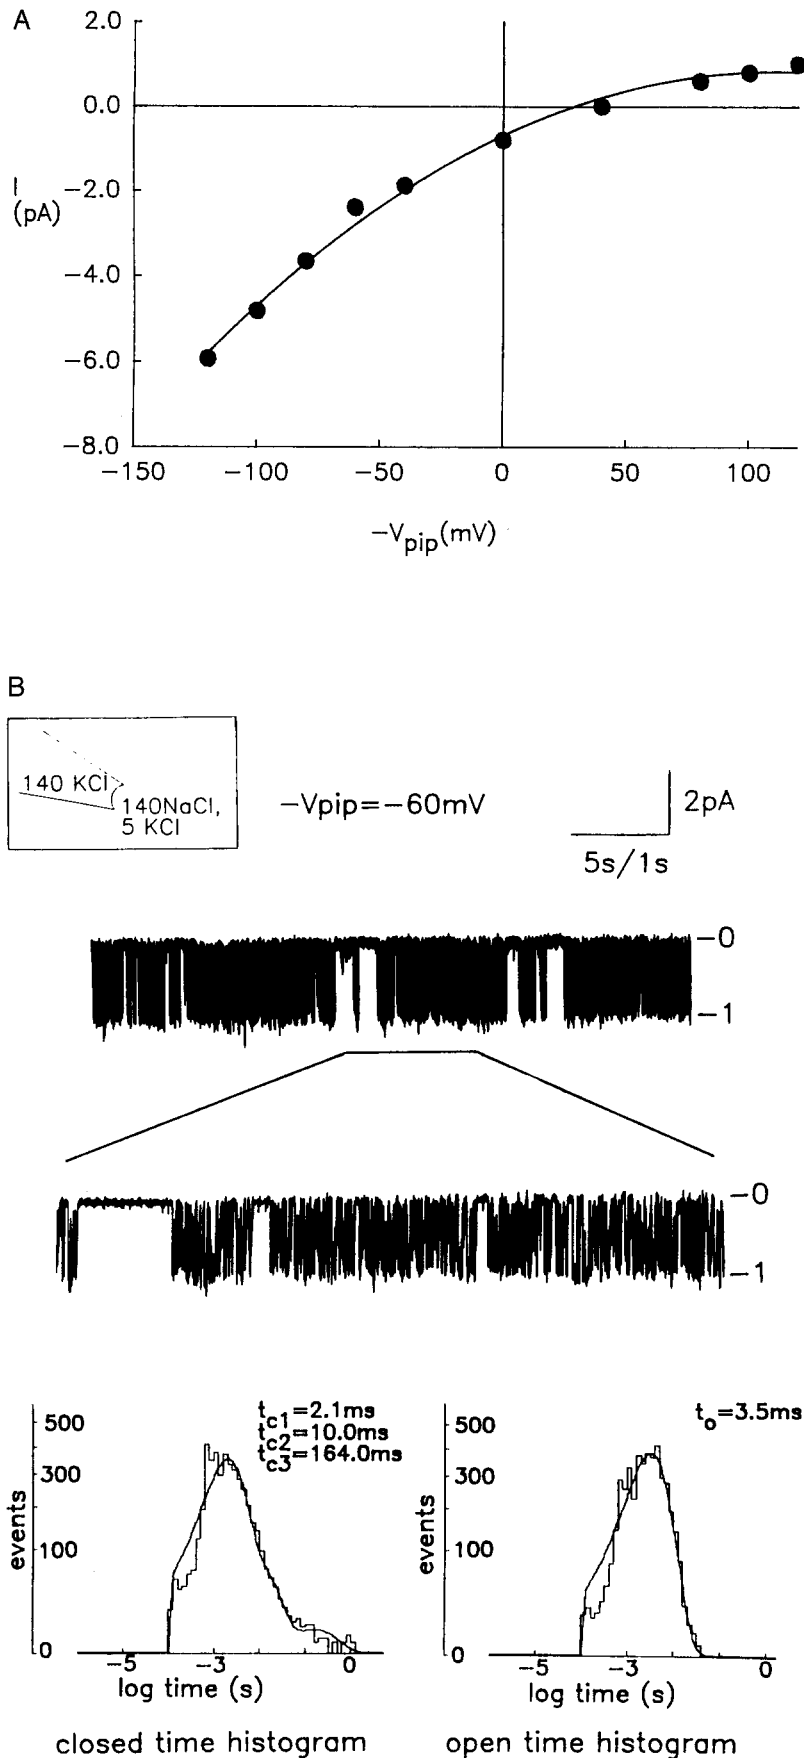 A
2.0
0.0
I
(pA)
−2.0
−4.0
−6.0
−8.0
−150
−100
−50
0
50
100
−Vpip(mV)
B
140 KCl
140NaCl,
5 KCl
−Vpip=−60mV
2pA
5s/1s
−0
−1
−0
−1
500
300
100
0
events
tc1=2.1ms
tc2=10.0ms
tc3=164.0ms
−5
−3
0
log time (s)
closed time histogram
500
300
100
0
events
to=3.5ms
−5
−3
0
log time (s)
open time histogram